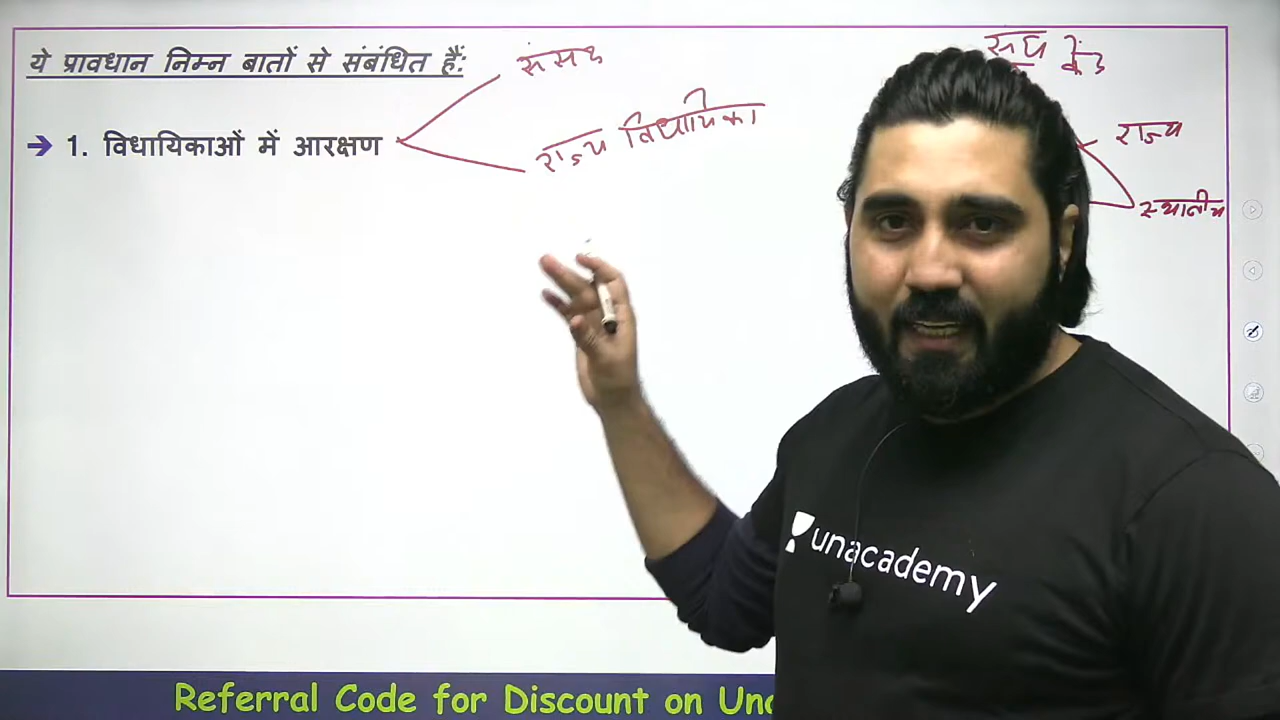 ये प्रावधान निम्न बातों से संबंधित हैं:
संसद
→ 1. विधायिकाओं में आरक्षण
राज्य विधायिका
संघ केंद्र
राज्य
स्थानीय
unacademy
Referral Code for Discount on Una